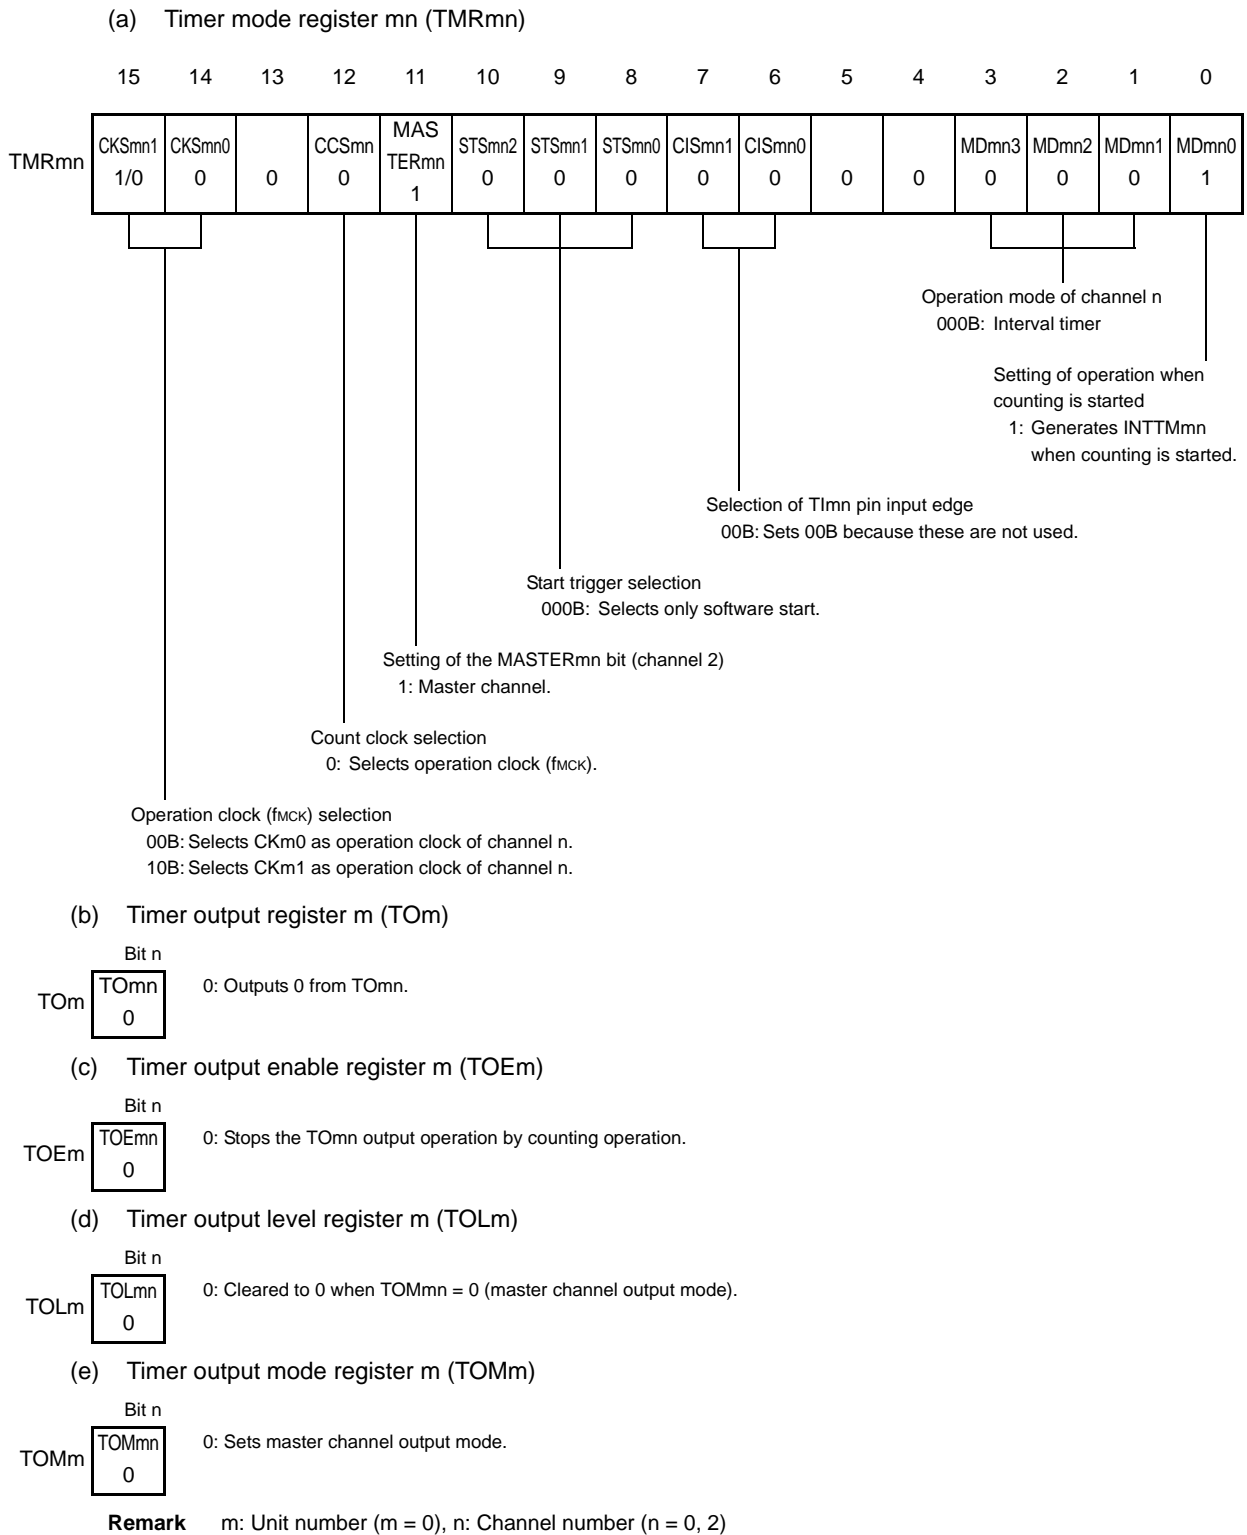 (a) Timer mode register mn (TMRmn)
15 14 13 12 11 10 9 8 7 6 5 4 3 2 1 0
TMRmn
CKSmn1 CKSmn0 CCSmn MAS TERmn STSmn2 STSmn1 STSmn0 CISmn1 CISmn0 MDmn3 MDmn2 MDmn1 MDmn0
1/0 0 0 0 1 0 0 0 0 0 0 0 0 0 0 1
Operation mode of channel n
000B: Interval timer
Setting of operation when
counting is started
1: Generates INTTMmn
when counting is started.
Selection of TImn pin input edge
00B: Sets 00B because these are not used.
Start trigger selection
000B: Selects only software start.
Setting of the MASTERmn bit (channel 2)
1: Master channel.
Count clock selection
0: Selects operation clock (fMCK).
Operation clock (fMCK) selection
00B: Selects CKm0 as operation clock of channel n.
10B: Selects CKm1 as operation clock of channel n.
(b) Timer output register m (TOm)
Bit n
TOm TOmn 0: Outputs 0 from TOmn.
0
(c) Timer output enable register m (TOEm)
Bit n
TOEm TOEmn 0: Stops the TOmn output operation by counting operation.
0
(d) Timer output level register m (TOLm)
Bit n
TOLm TOLmn 0: Cleared to 0 when TOMmn = 0 (master channel output mode).
0
(e) Timer output mode register m (TOMm)
Bit n
TOMm TOMmn 0: Sets master channel output mode.
0
Remark m: Unit number (m = 0), n: Channel number (n = 0, 2)